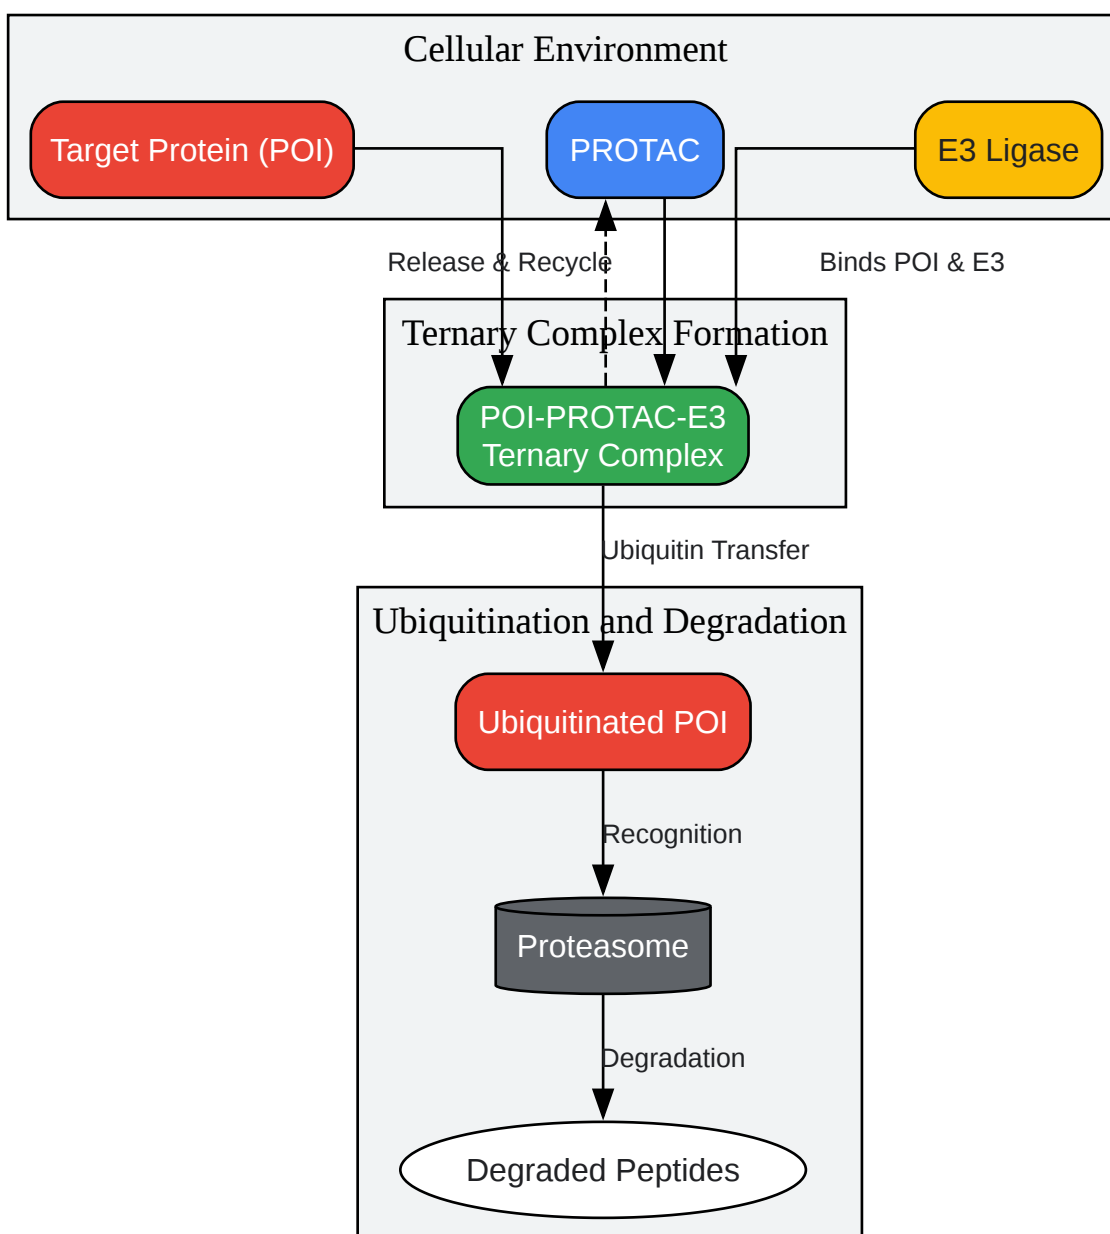 Cellular Environment
Target Protein (POI)
PROTAC
E3 Ligase
Release & Recycle
Binds POI & E3
Ternary Complex Formation
POI-PROTAC-E3
Ternary Complex
Ubiquitin Transfer
Ubiquitination and Degradation
Ubiquitinated POI
Recognition
Proteasome
Degradation
Degraded Peptides